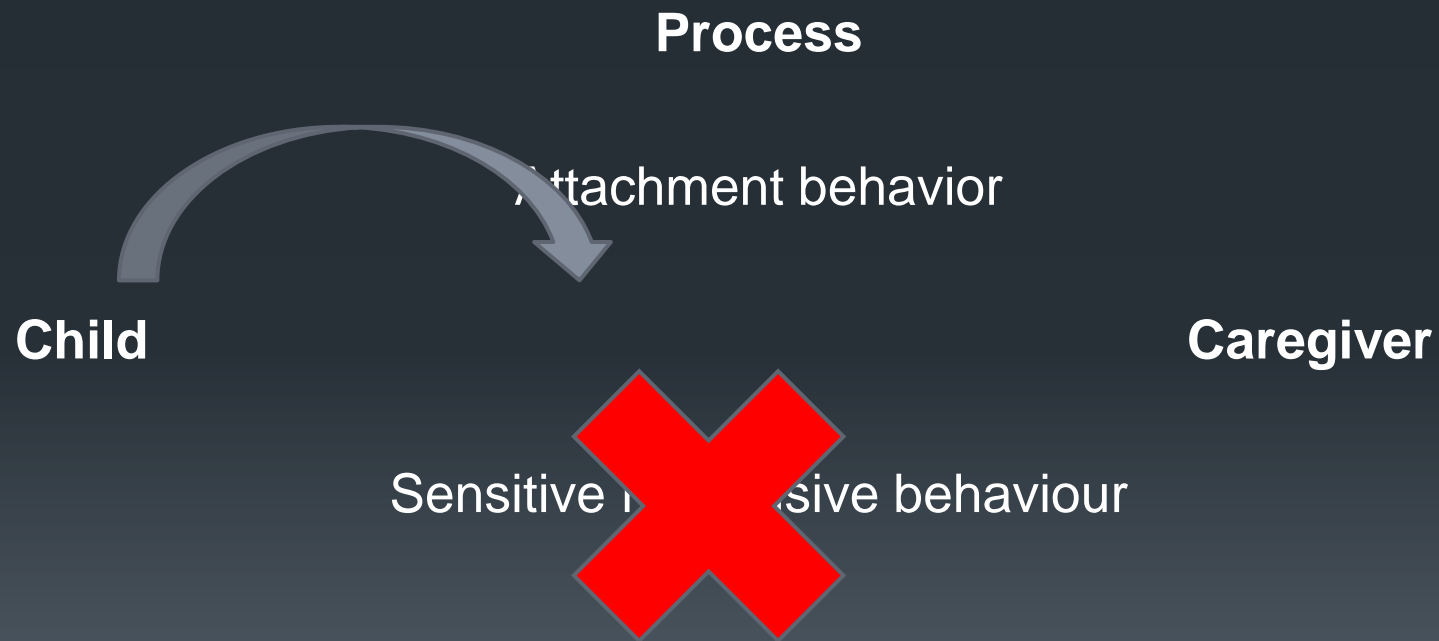 Process
Attachment behavior
Child
Caregiver
Sensitive behaviour